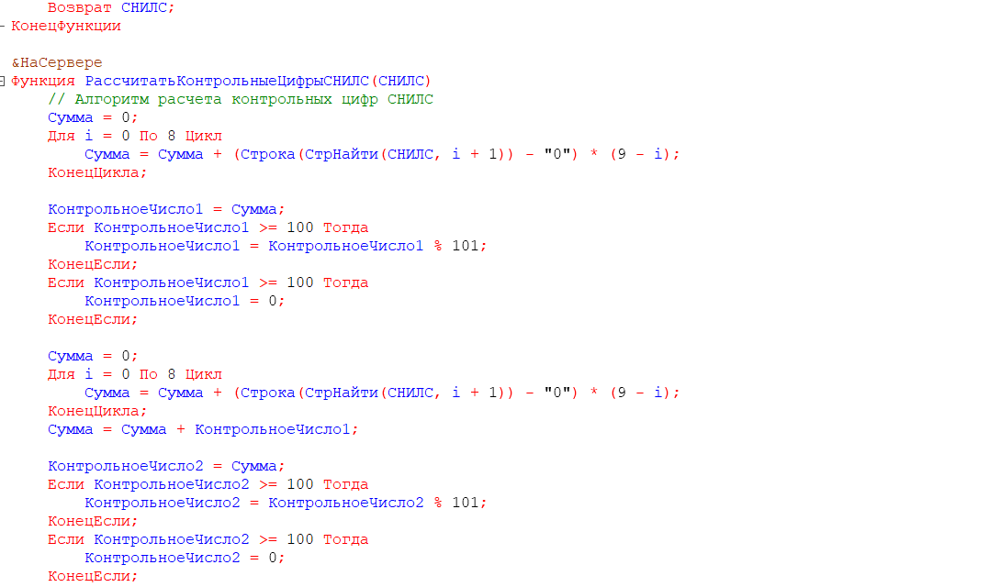 Возврат СНИЛС;
КонецФункции
&НаСервере
Функция РассчитатьКонтрольныеЦифрыСНИЛС(СНИЛС)
// Алгоритм расчета контрольных цифр СНИЛС
Сумма = 0;
Для i = 0 По 8 Цикл
Сумма = Сумма + (Строка(СтрНайти(СНИЛС, i + 1)) - "0") * (9 - i);
КонецЦикла;
КонтрольноеЧисло1 = Сумма;
Если КонтрольноеЧисло1 >= 100 Тогда
КонтрольноеЧисло1 = КонтрольноеЧисло1 % 101;
КонецЕсли;
Если КонтрольноеЧисло1 >= 100 Тогда
КонтрольноеЧисло1 = 0;
КонецЕсли;
Сумма = 0;
Для i = 0 По 8 Цикл
Сумма = Сумма + (Строка(СтрНайти(СНИЛС, i + 1)) - "0") * (9 - i);
КонецЦикла;
Сумма = Сумма + КонтрольноеЧисло1;
КонтрольноеЧисло2 = Сумма;
Если КонтрольноеЧисло2 >= 100 Тогда
КонтрольноеЧисло2 = КонтрольноеЧисло2 % 101;
КонецЕсли;
Если КонтрольноеЧисло2 >= 100 Тогда
КонтрольноеЧисло2 = 0;
КонецЕсли;